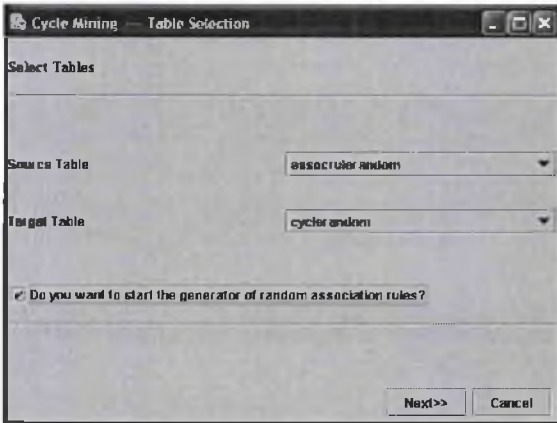 Cycle Mining — Table Selection
Select Tables
Source Table
assocrulerandom
Target Table
cyclerandom
Do you want to start the generator of random association rules?
Next>> Cancel